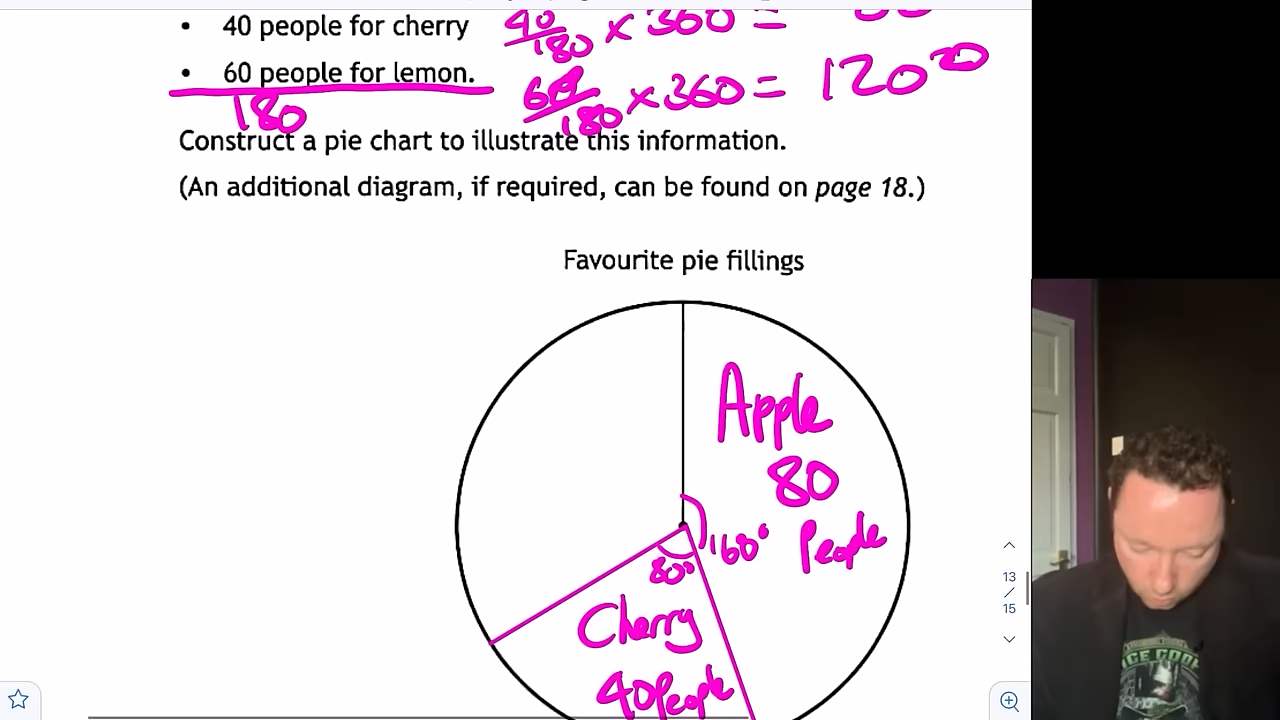 • 40 people for cherry 40/180 × 360 =
• 60 people for lemon. 60/180 × 360 = 120
180
Construct a pie chart to illustrate this information.
(An additional diagram, if required, can be found on page 18.)
Favourite pie fillings
Apple
80
People
160°
80°
Cherry
40 People
13
/
15